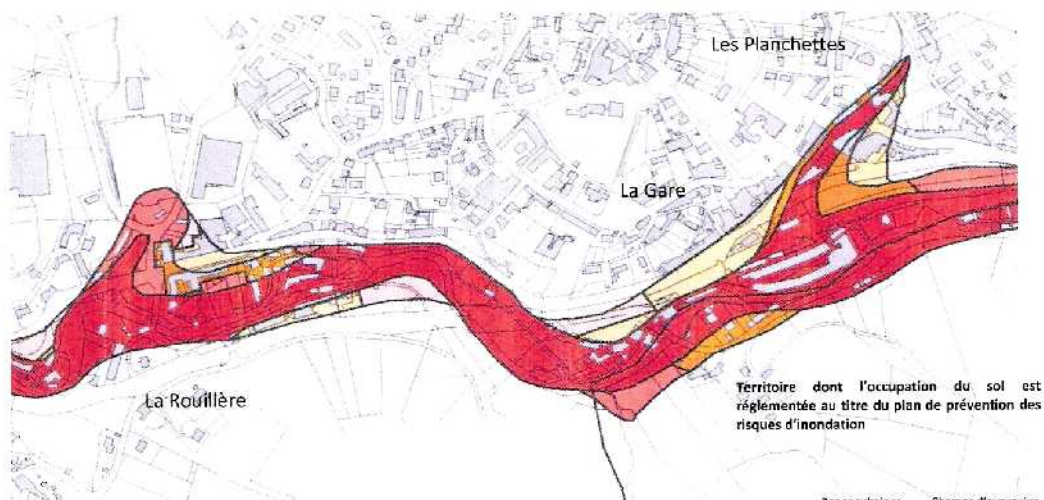 Les Planchettes
La Gare
La Rouillère
Territoire dont l'occupation du sol est
réglementée au titre du plan de prévention des
risques d'inondation